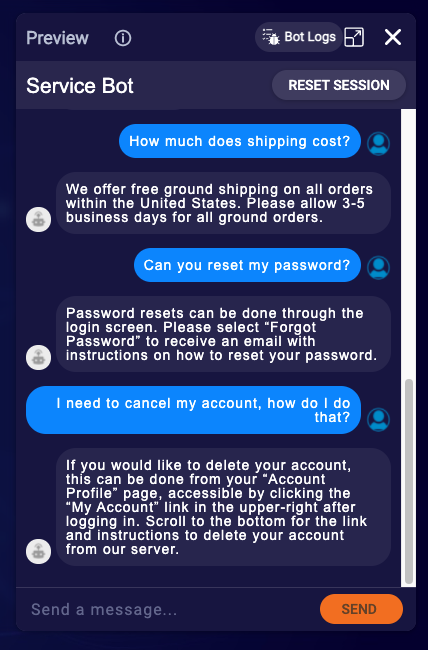 Preview
Bot Logs
Service Bot
RESET SESSION
How much does shipping cost?
We offer free ground shipping on all orders
within the United States. Please allow 3-5
business days for all ground orders.
Can you reset my password?
Password resets can be done through the
login screen. Please select “Forgot
Password” to receive an email with
instructions on how to reset your password.
I need to cancel my account, how do I do
that?
If you would like to delete your account,
this can be done from your “Account
Profile” page, accessible by clicking the
“My Account” link in the upper-right after
logging in. Scroll to the bottom for the link
and instructions to delete your account
from our server.
Send a message...
SEND